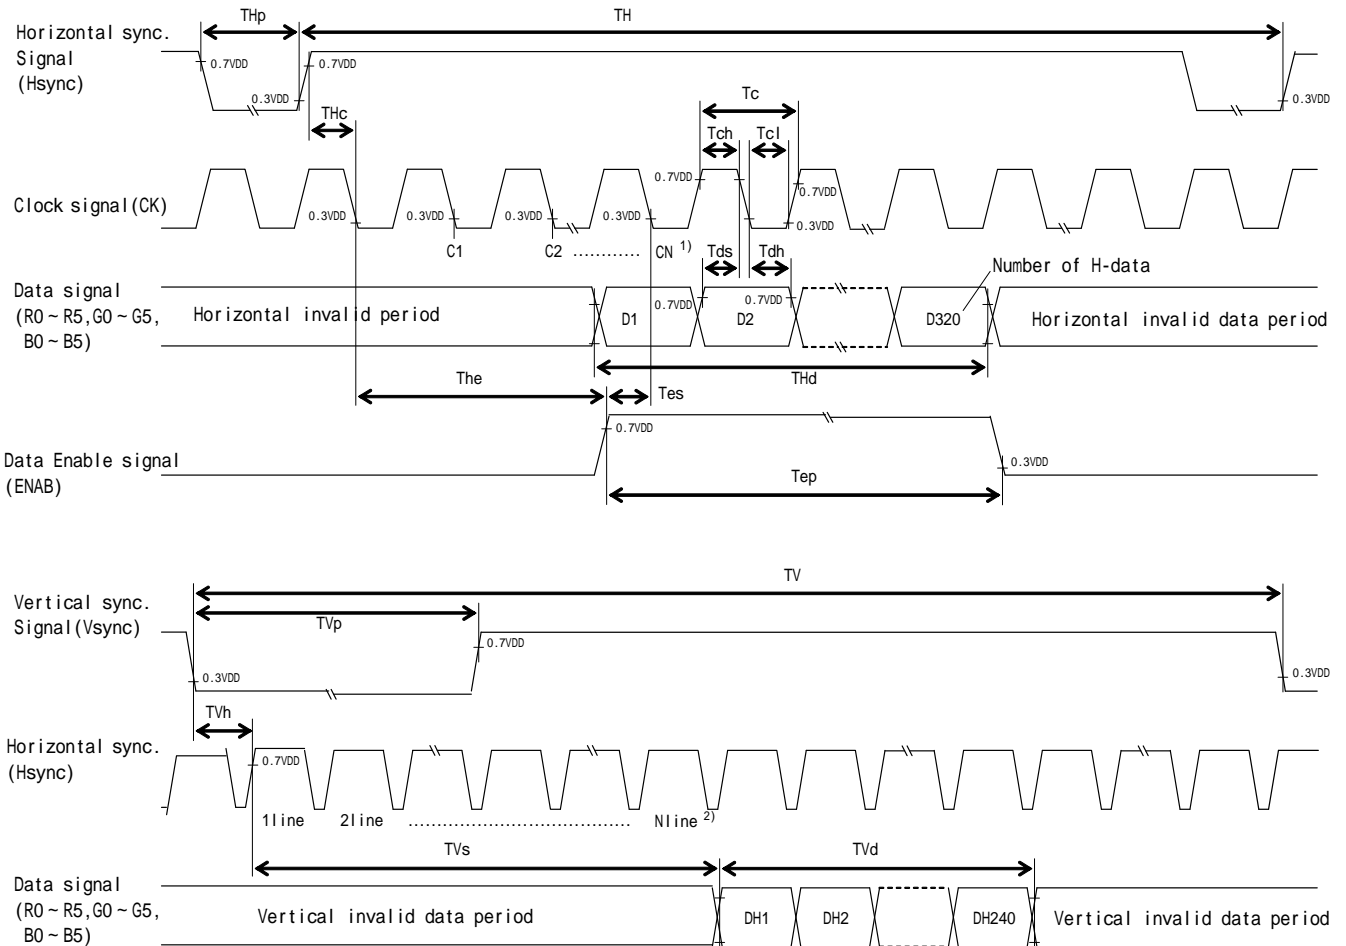 THp
TH
Horizontal sync.
Signal
(Hsync)
0.7VDD
0.7VDD
0.3VDD
0.3VDD
THc
Tc
Tch
Tcl
Clock signal(CK)
0.7VDD
0.7VDD
0.3VDD
0.3VDD
0.3VDD
0.3VDD
0.3VDD
C1
C2
............
CN 1)
Tds
Tdh
Number of H-data
Data signal
(R0~R5,G0~G5,
B0~B5)
Horizontal invalid period
0.7VDD
0.7VDD
D1
D2
D320
Horizontal invalid data period
The
Tes
THd
0.7VDD
Data Enable signal
(ENAB)
0.3VDD
Tep
TV
Vertical sync.
Signal(Vsync)
TVp
0.7VDD
0.3VDD
0.3VDD
TVh
Horizontal sync.
(Hsync)
0.7VDD
1line
2line
......................................
Nline 2)
TVs
TVd
Data signal
(R0~R5,G0~G5,
B0~B5)
Vertical invalid data period
DH1
DH2
DH240
Vertical invalid data period